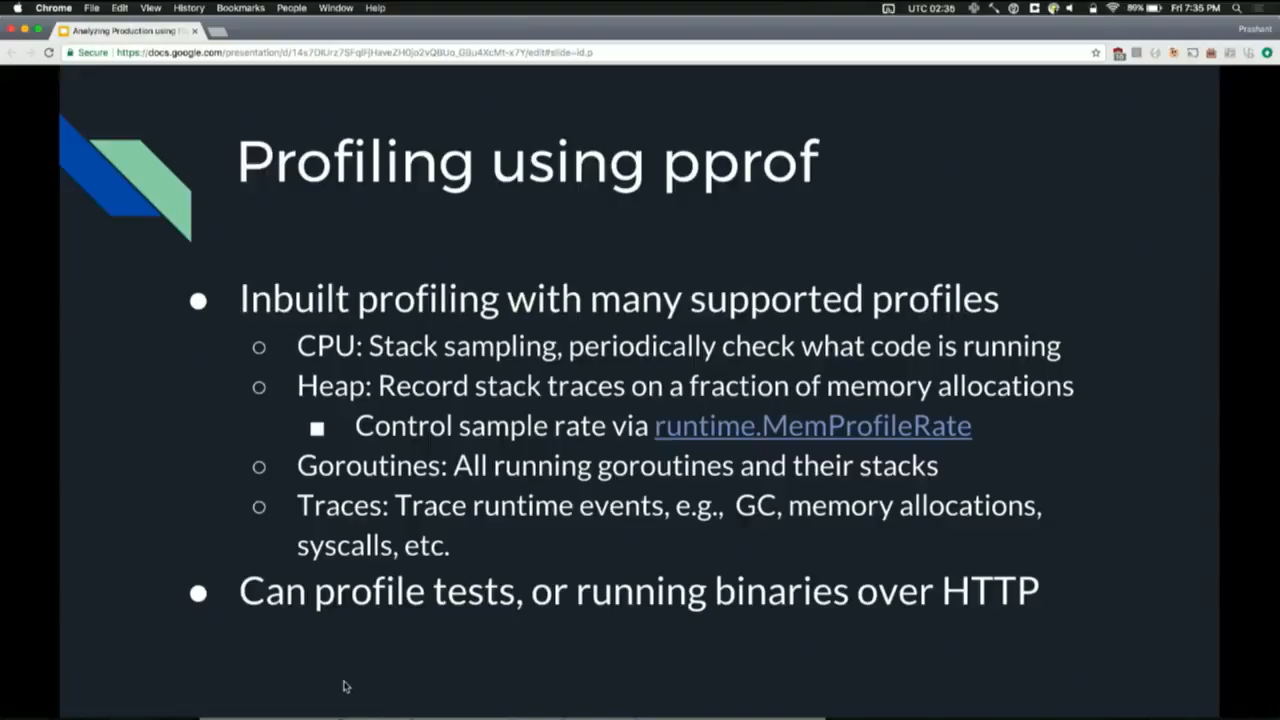 Chrome File Edit View History Bookmarks People Window Help UTC 02:35 89% Fri 7:35 PM
Analyzing Production using Prashant
Secure
Profiling using pprof
● Inbuilt profiling with many supported profiles
○ CPU: Stack sampling, periodically check what code is running
○ Heap: Record stack traces on a fraction of memory allocations
■ Control sample rate via runtime.MemProfileRate
○ Goroutines: All running goroutines and their stacks
○ Traces: Trace runtime events, e.g., GC, memory allocations,
syscalls, etc.
● Can profile tests, or running binaries over HTTP